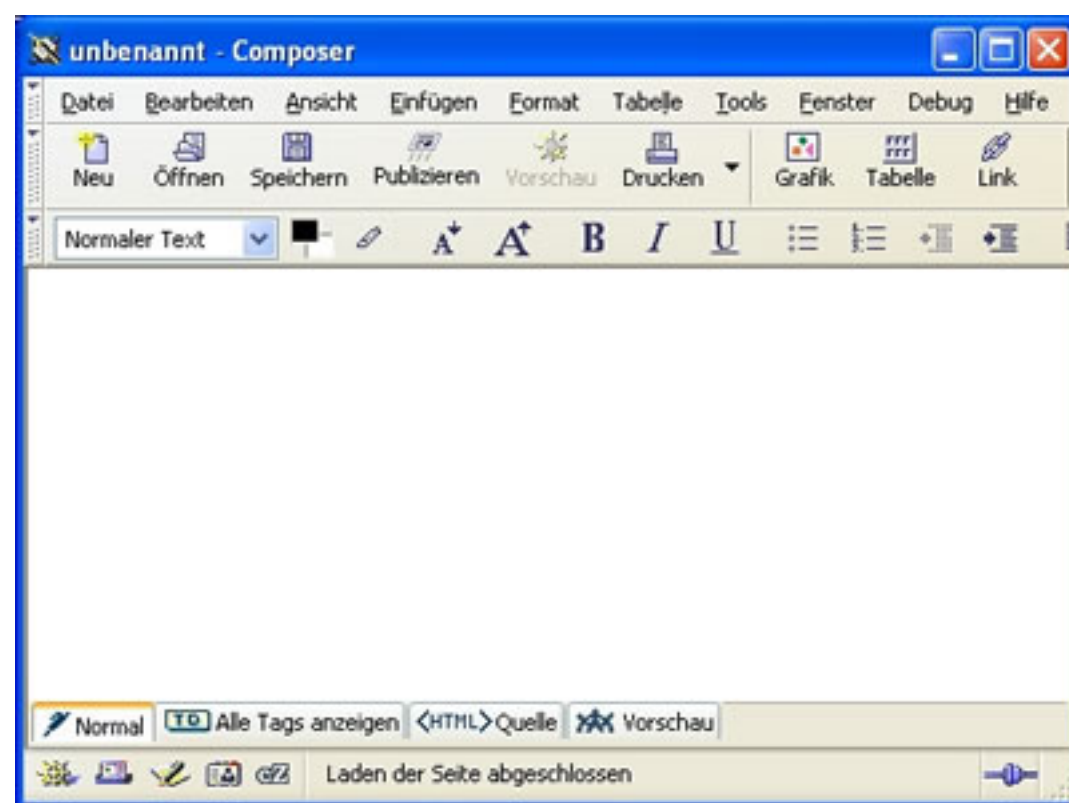 unbenannt - Composer
Datei Bearbeiten Ansicht Einfügen Format Tabelle Tools Fenster Debug Hilfe
Neu Öffnen Speichern Publizieren Vorschau Drucken Grafik Tabelle Link
Normaler Text A A B I U
Normal TD Alle Tags anzeigen <HTML> Quelle Vorschau
Laden der Seite abgeschlossen